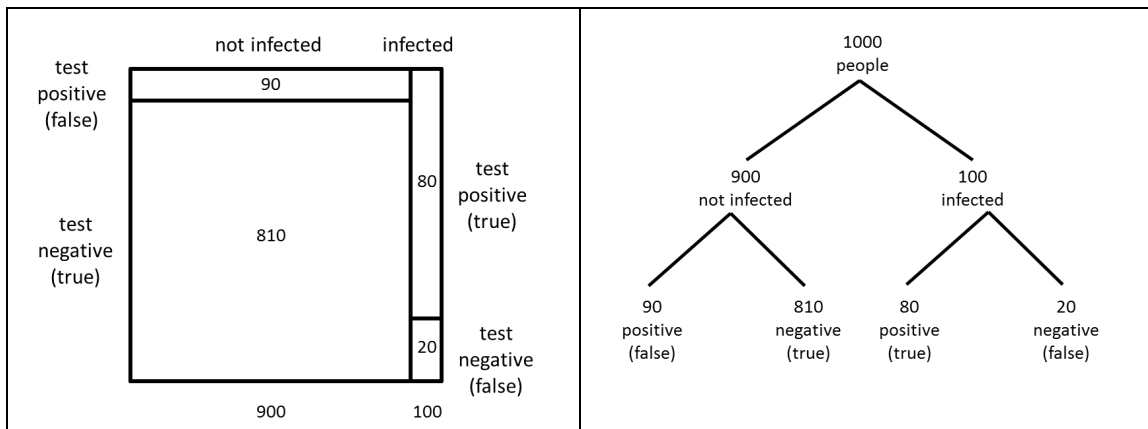 not infected
infected
test
positive
(false)
90
80
test
positive
(true)
test
negative
(true)
810
20
test
negative
(false)
900
100
1000
people
900
not infected
100
infected
90
positive
(false)
810
negative
(true)
80
positive
(true)
20
negative
(false)